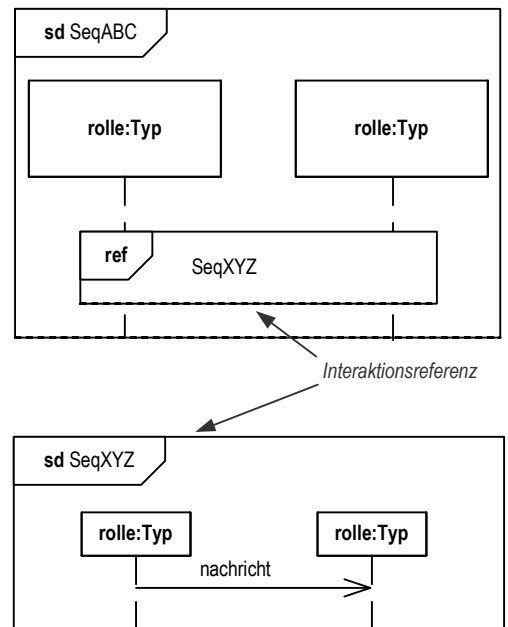 sd SeqABC
rolle:Typ rolle:Typ
ref
SeqXYZ
Interaktionsreferenz
sd SeqXYZ
rolle:Typ rolle:Typ
nachricht